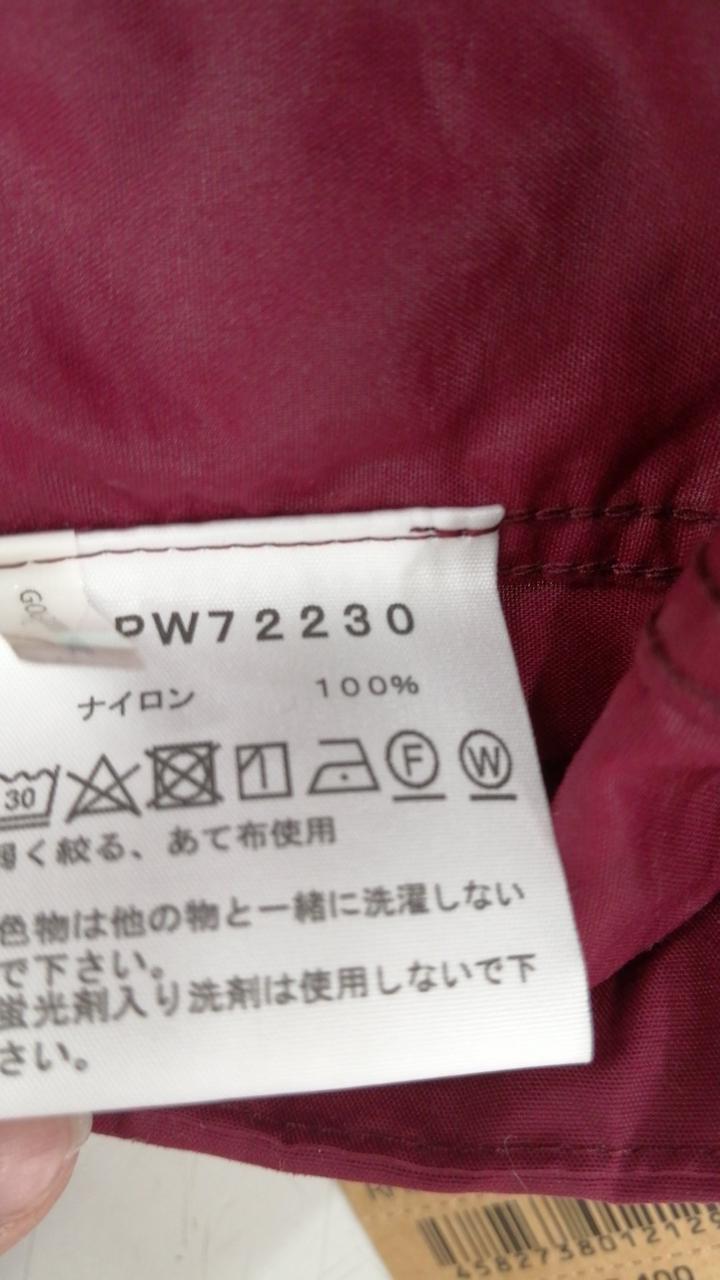 PW72230
ナイロン 100%
30
F W
弱く絞る、あて布使用
色物は他の物と一緒に洗濯しない
で下さい。
蛍光剤入り洗剤は使用しないで下
さい。